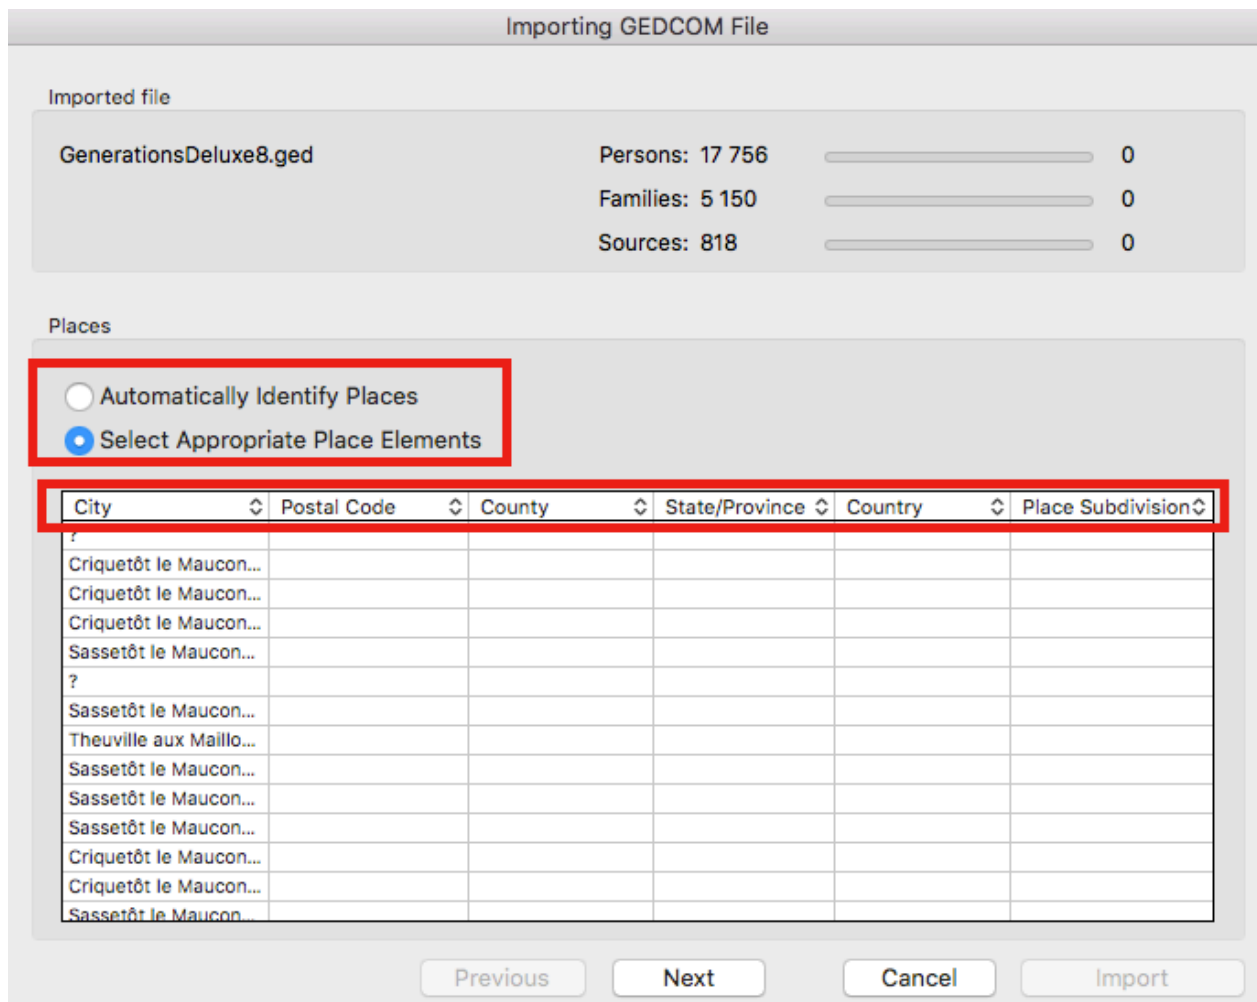 Importing GEDCOM File
Imported file
GenerationsDeluxe8.ged
Persons: 17 756 0
Families: 5 150 0
Sources: 818 0
Places
Automatically Identify Places
Select Appropriate Place Elements
City Postal Code County State/Province Country Place Subdivision
?
Criquetôt le Maucon...
Criquetôt le Maucon...
Criquetôt le Maucon...
Sassetôt le Maucon...
?
Sassetôt le Maucon...
Theuville aux Maillo...
Sassetôt le Maucon...
Sassetôt le Maucon...
Sassetôt le Maucon...
Criquetôt le Maucon...
Criquetôt le Maucon...
Sassetôt le Maucon...
Previous Next Cancel Import